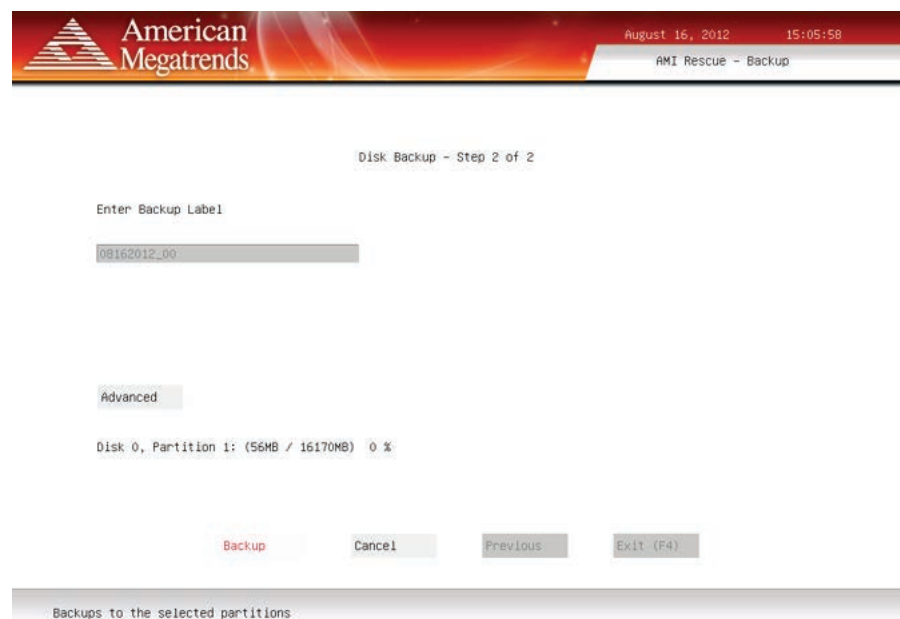 American
Megatrends
August 16, 2012 15:05:58
AMI Rescue - Backup
Disk Backup - Step 2 of 2
Enter Backup Label
08162012_00
Advanced
Disk 0, Partition 1: (56MB / 16170MB) 0 %
Backup Cancel Previous Exit (F4)
Backups to the selected partitions